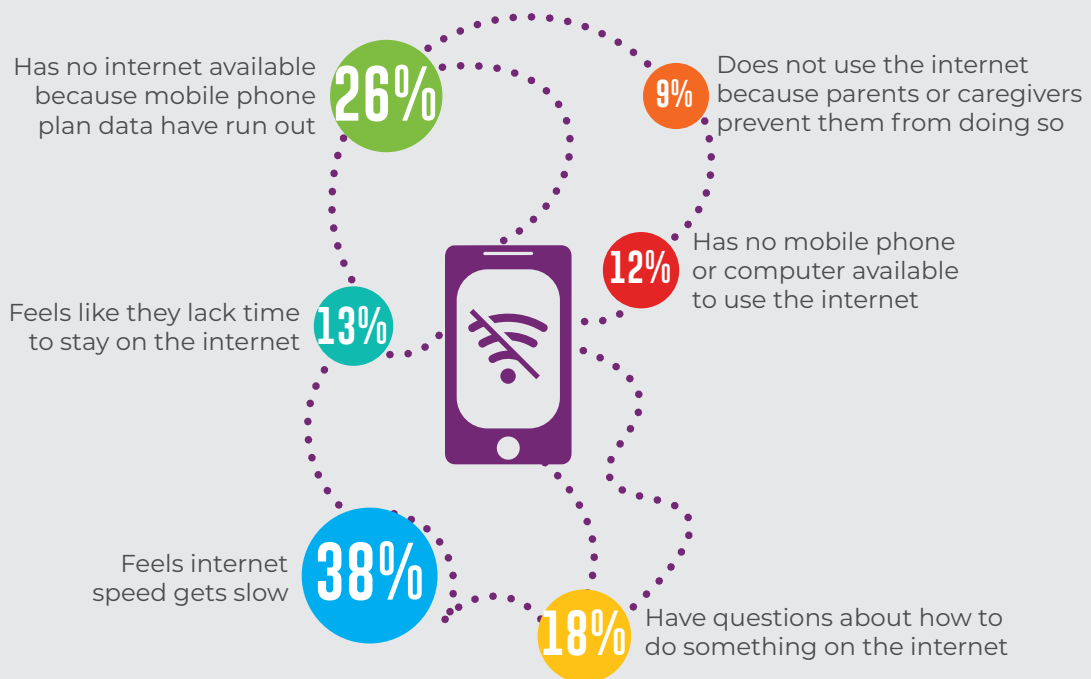 Has no internet available
because mobile phone
plan data have run out
26%
9%
Does not use the internet
because parents or caregivers
prevent them from doing so
12%
Has no mobile phone
or computer available
to use the internet
Feels like they lack time
to stay on the internet
13%
Feels internet
speed gets slow
38%
18%
Have questions about how to
do something on the internet